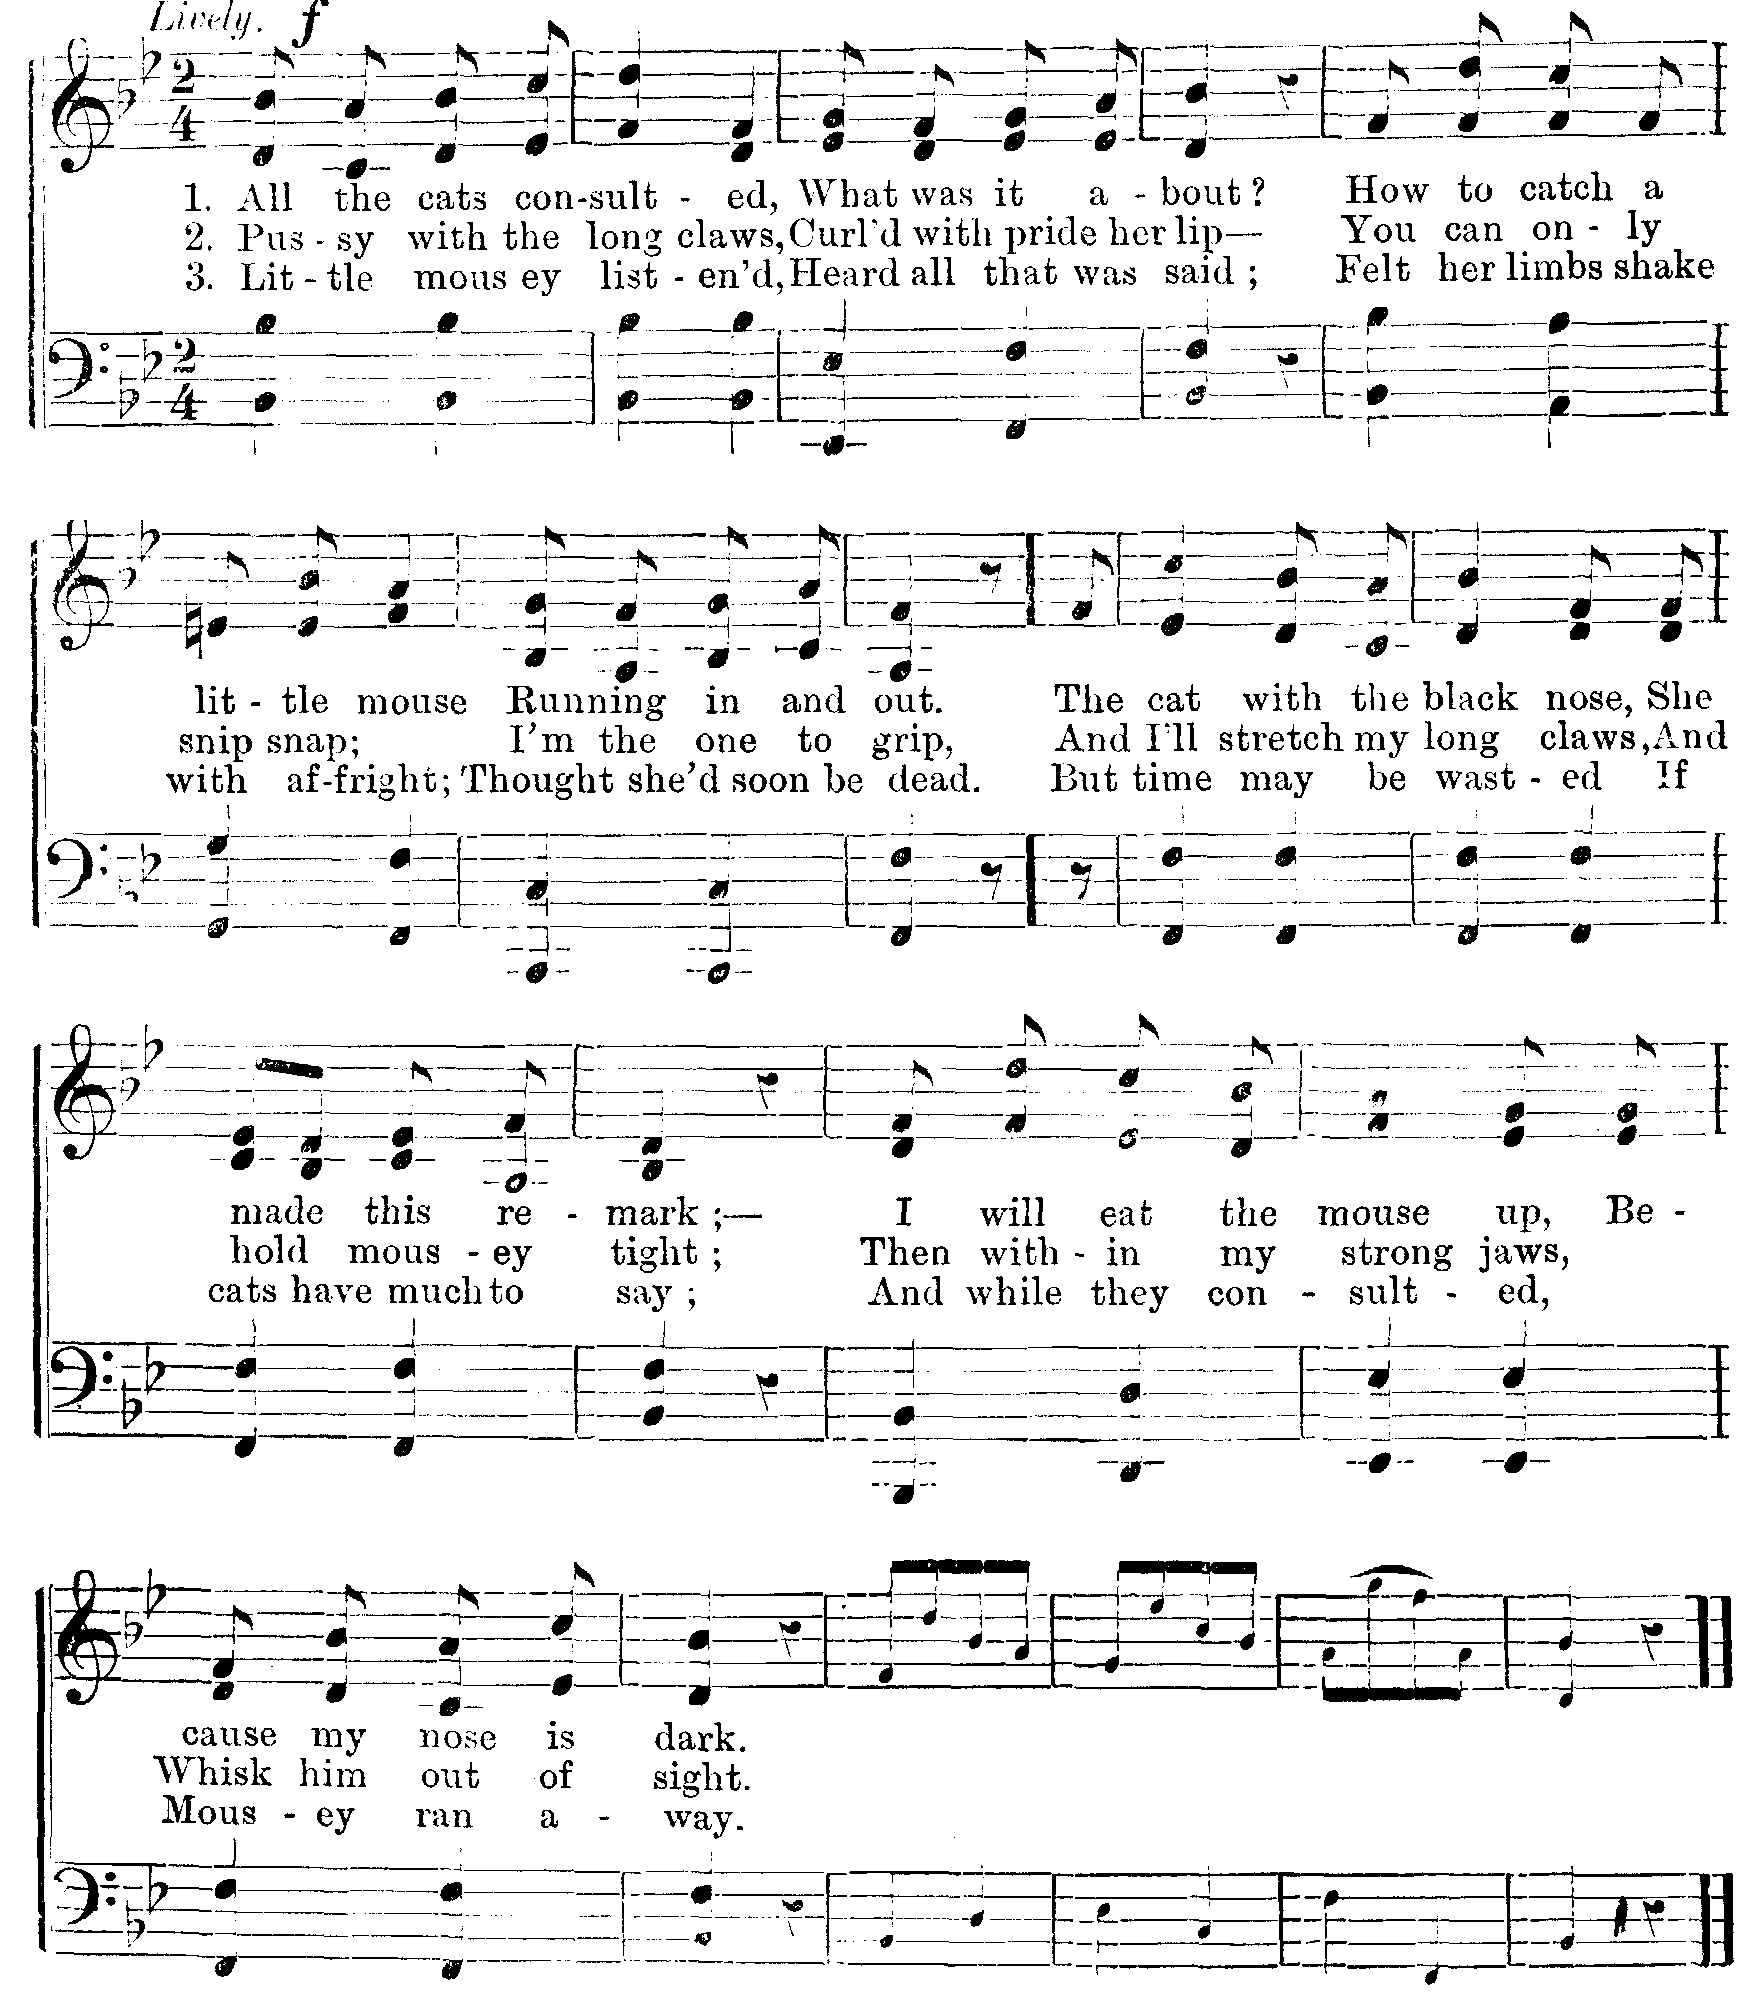 Lively. f
2 4
1. All the cats con-sult - ed, What was it a - bout? How to catch a
2. Pus - sy with the long claws, Curl'd with pride her lip— You can on - ly
3. Lit - tle mous ey list - en'd, Heard all that was said ; Felt her limbs shake
2 4
lit - tle mouse Running in and out. The cat with the black nose, She
snip snap; I'm the one to grip, And I'll stretch my long claws, And
with af-fright; Thought she'd soon be dead. But time may be wast - ed If
made this re - mark ;— I will eat the mouse up, Be -
hold mous - ey tight ; Then with - in my strong jaws,
cats have much to say ; And while they con - sult - ed,
cause my nose is dark.
Whisk him out of sight.
Mous - ey ran a - way.